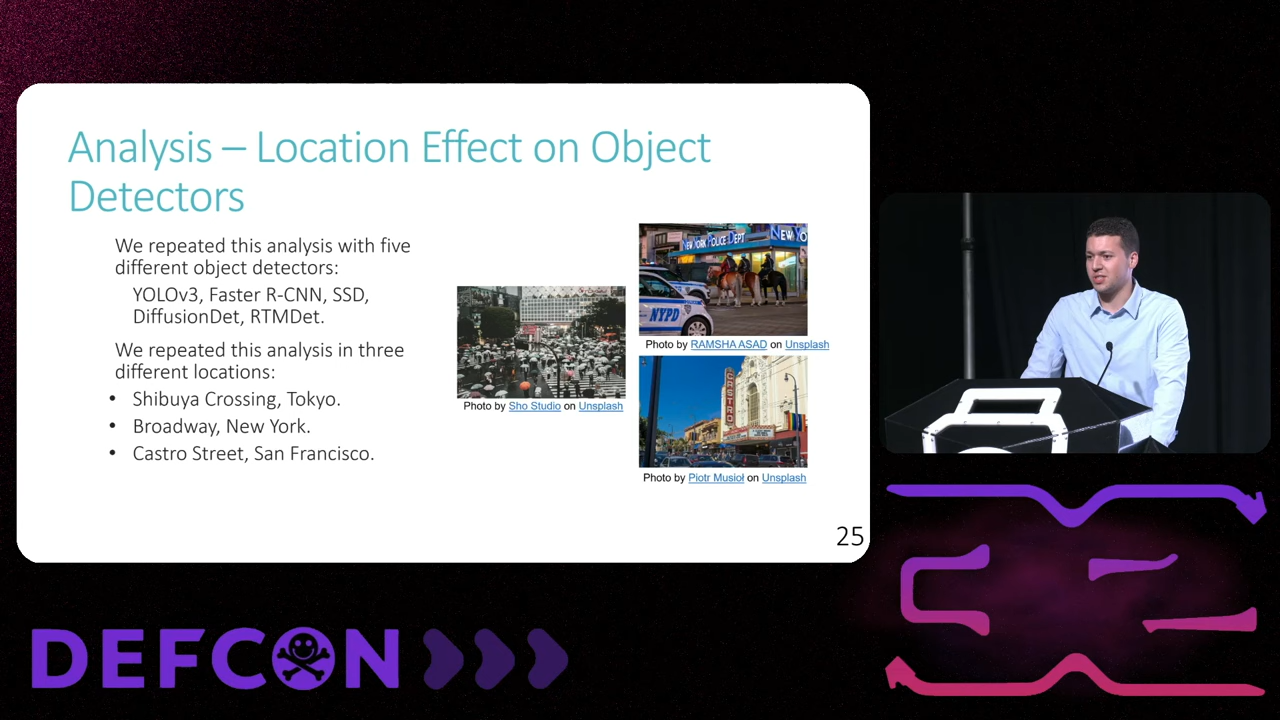 Analysis – Location Effect on Object
Detectors
We repeated this analysis with five
different object detectors:
YOLOv3, Faster R-CNN, SSD,
DiffusionDet, RTMDet.
We repeated this analysis in three
different locations:
• Shibuya Crossing, Tokyo.
• Broadway, New York.
• Castro Street, San Francisco.
NEW YORK POLICE DEPT
NEW YO
NYPD
Photo by RAMSHA ASAD on Unsplash
Photo by Sho Studio on Unsplash
CASTRO
Photo by Piotr Musioł on Unsplash
25
DEFCON